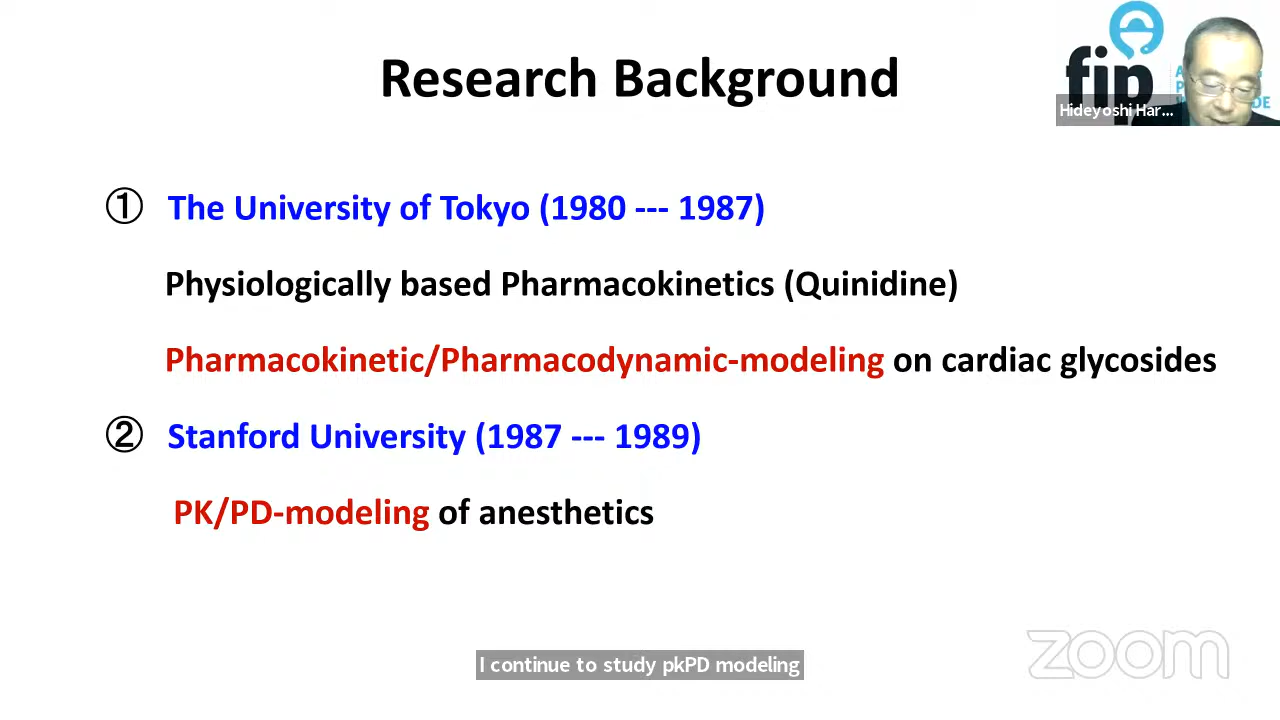 Research Background
fip
Hideyoshi Har...
① The University of Tokyo (1980 --- 1987)
Physiologically based Pharmacokinetics (Quinidine)
Pharmacokinetic/Pharmacodynamic-modeling on cardiac glycosides
② Stanford University (1987 --- 1989)
PK/PD-modeling of anesthetics
zoom
I continue to study pkPD modeling